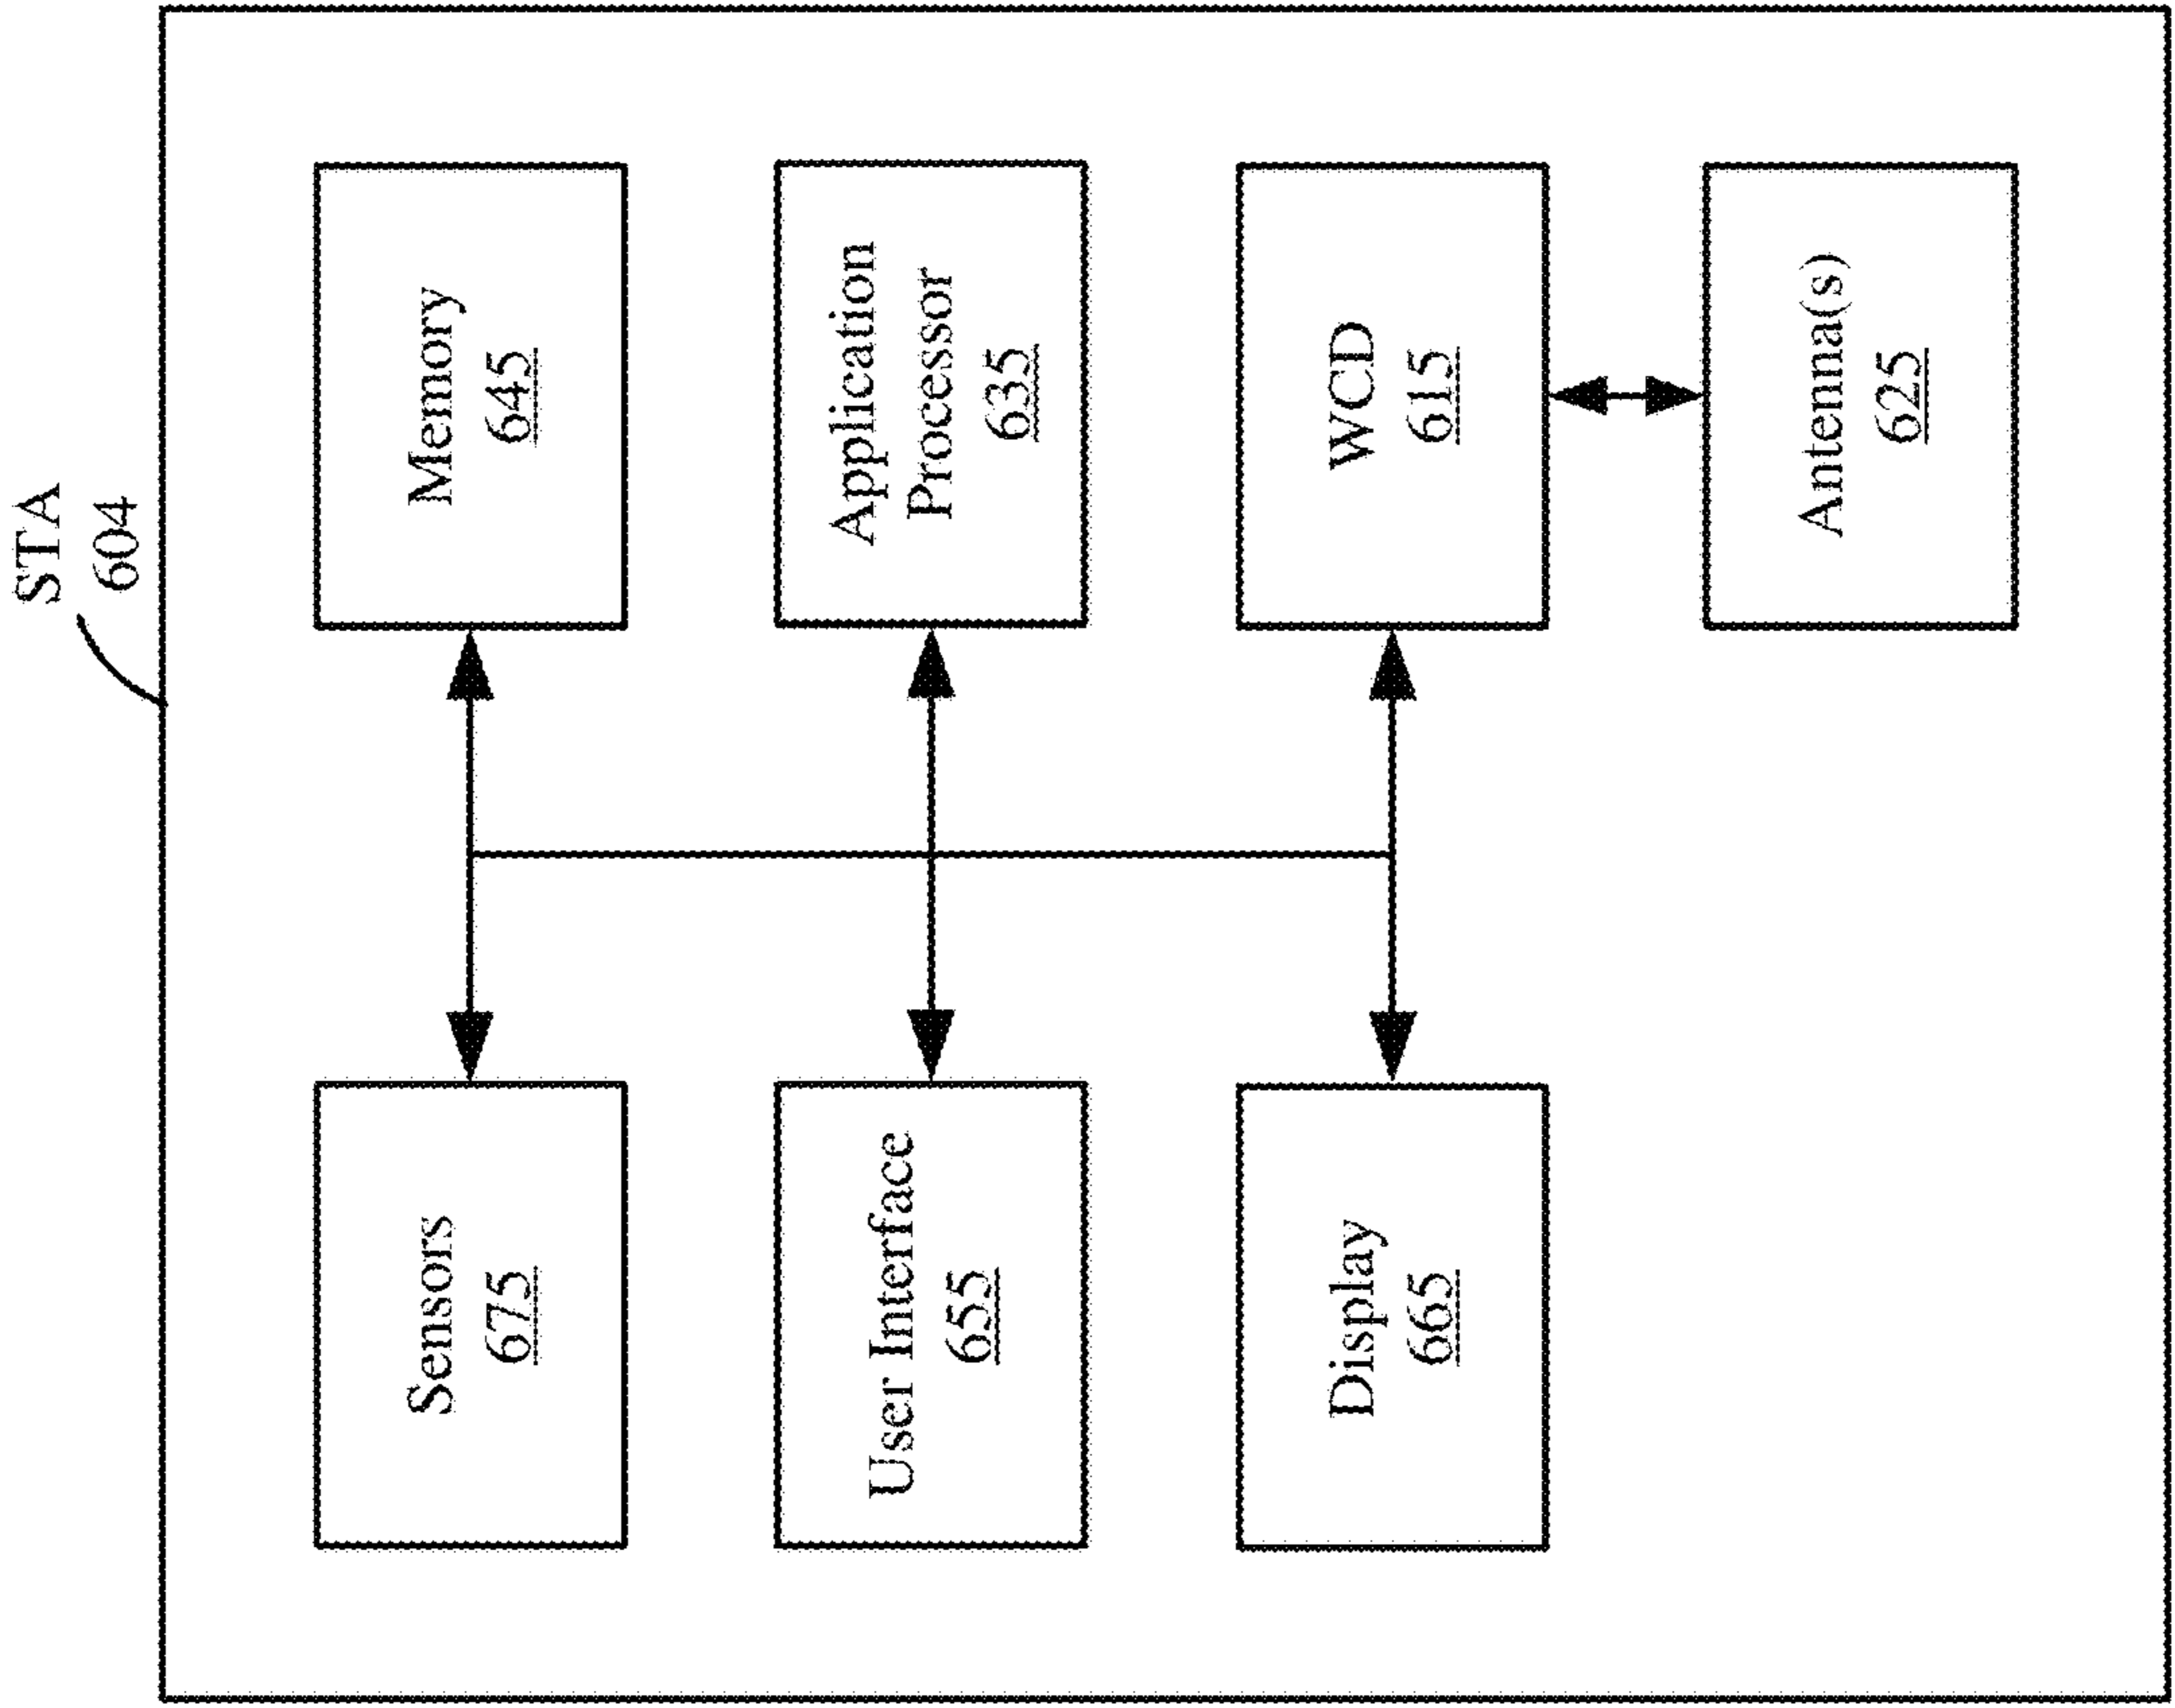 STA
604
Sensors
675
Memory
645
User Interface
655
Application
Processor
635
Display
665
WCD
615
Antenna(s)
625